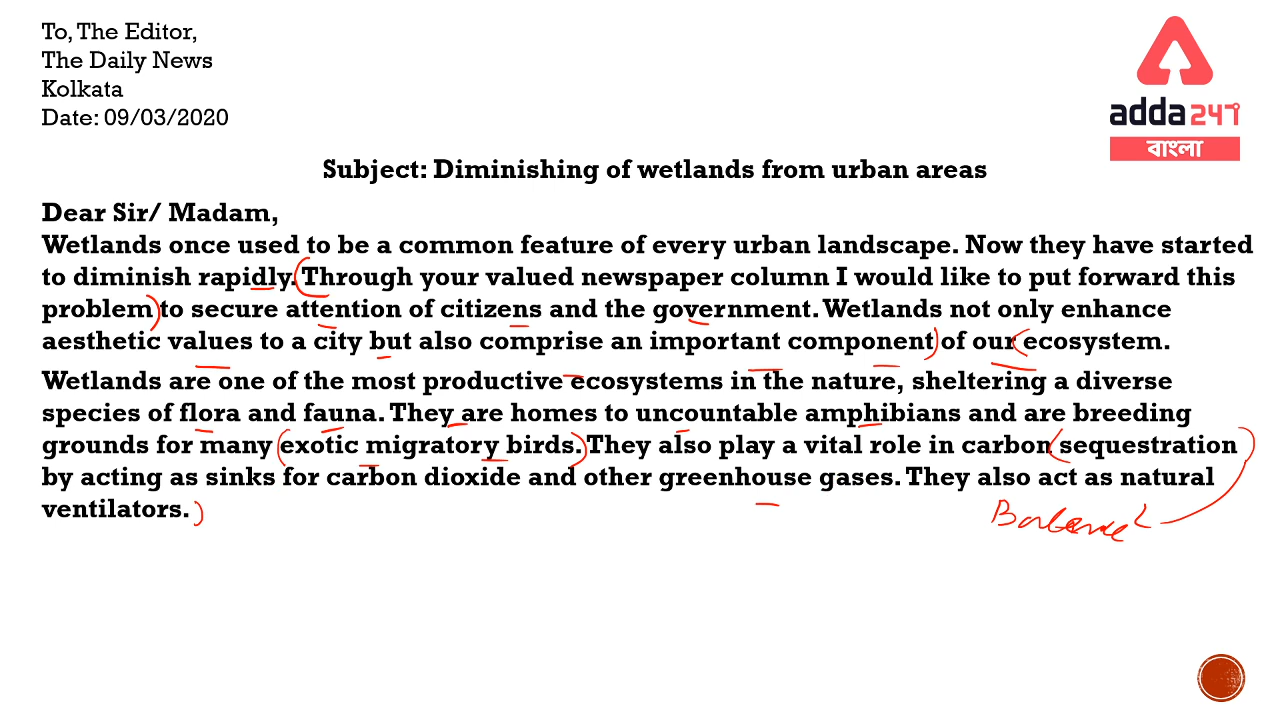 To, The Editor,
The Daily News
Kolkata
Date: 09/03/2020
adda247
বাংলা
Subject: Diminishing of wetlands from urban areas
Dear Sir/ Madam,
Wetlands once used to be a common feature of every urban landscape. Now they have started
to diminish rapidly. Through your valued newspaper column I would like to put forward this
problem to secure attention of citizens and the government. Wetlands not only enhance
aesthetic values to a city but also comprise an important component of our ecosystem.
Wetlands are one of the most productive ecosystems in the nature, sheltering a diverse
species of flora and fauna. They are homes to uncountable amphibians and are breeding
grounds for many exotic migratory birds. They also play a vital role in carbon sequestration
by acting as sinks for carbon dioxide and other greenhouse gases. They also act as natural
ventilators.